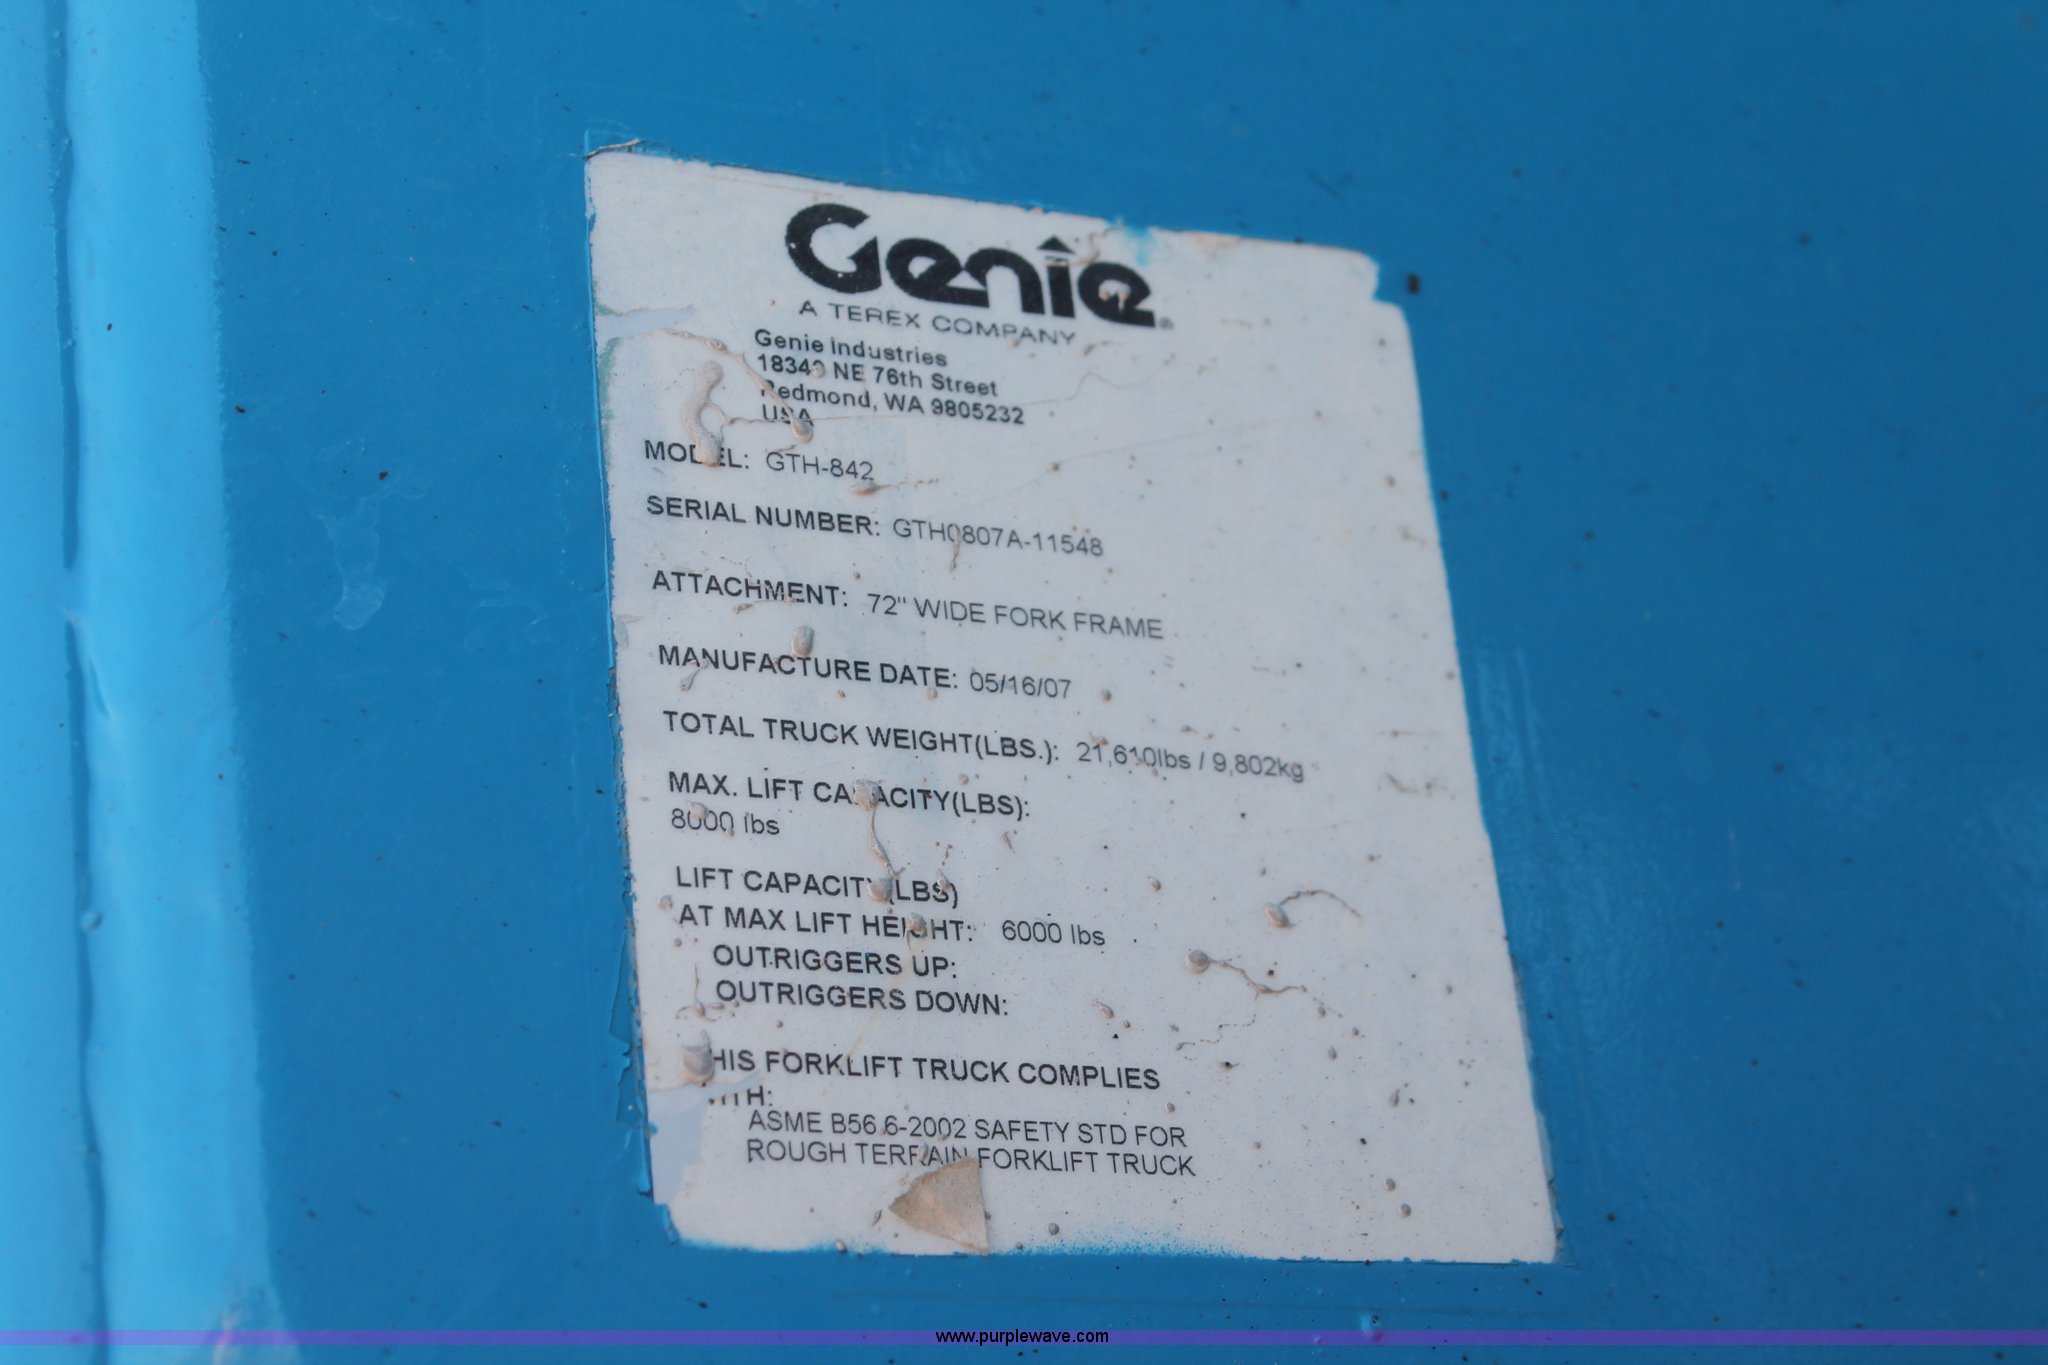 Genie
A TEREX COMPANY
Genie Industries
18340 NE 76th Street
Redmond, WA 9805232
USA
MODEL: GTH-842
SERIAL NUMBER: GTH0807A-11548
ATTACHMENT: 72" WIDE FORK FRAME
MANUFACTURE DATE: 05/16/07
TOTAL TRUCK WEIGHT(LBS.): 21,610lbs / 9,802kg
MAX. LIFT CAPACITY(LBS):
8000 lbs
LIFT CAPACITY(LBS)
AT MAX LIFT HEIGHT: 6000 lbs
OUTRIGGERS UP:
OUTRIGGERS DOWN:
THIS FORKLIFT TRUCK COMPLIES
WITH:
ASME B56.6-2002 SAFETY STD FOR
ROUGH TERRAIN FORKLIFT TRUCK
www.purplewave.com